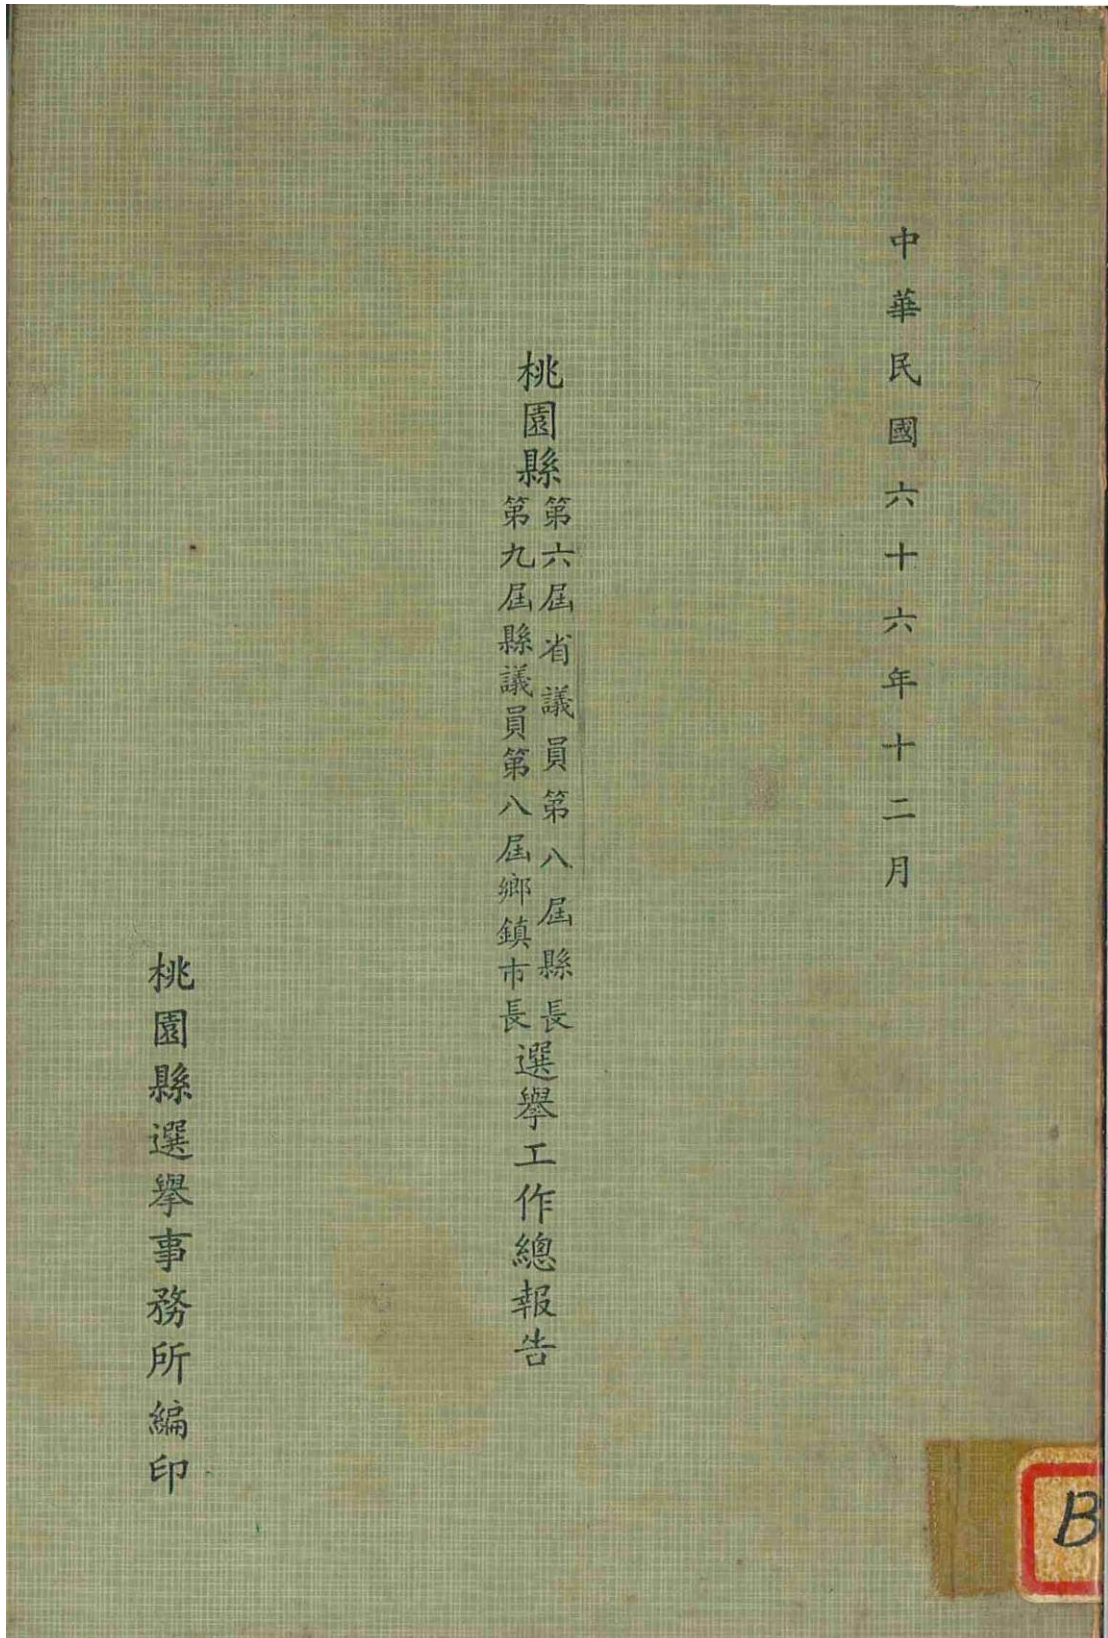 中華民國六十六年十二月
桃園縣
第六屆省議員第八屆縣長
第九屆縣議員第八屆鄉鎮市長
選舉工作總報告
桃園縣選舉事務所編印
B